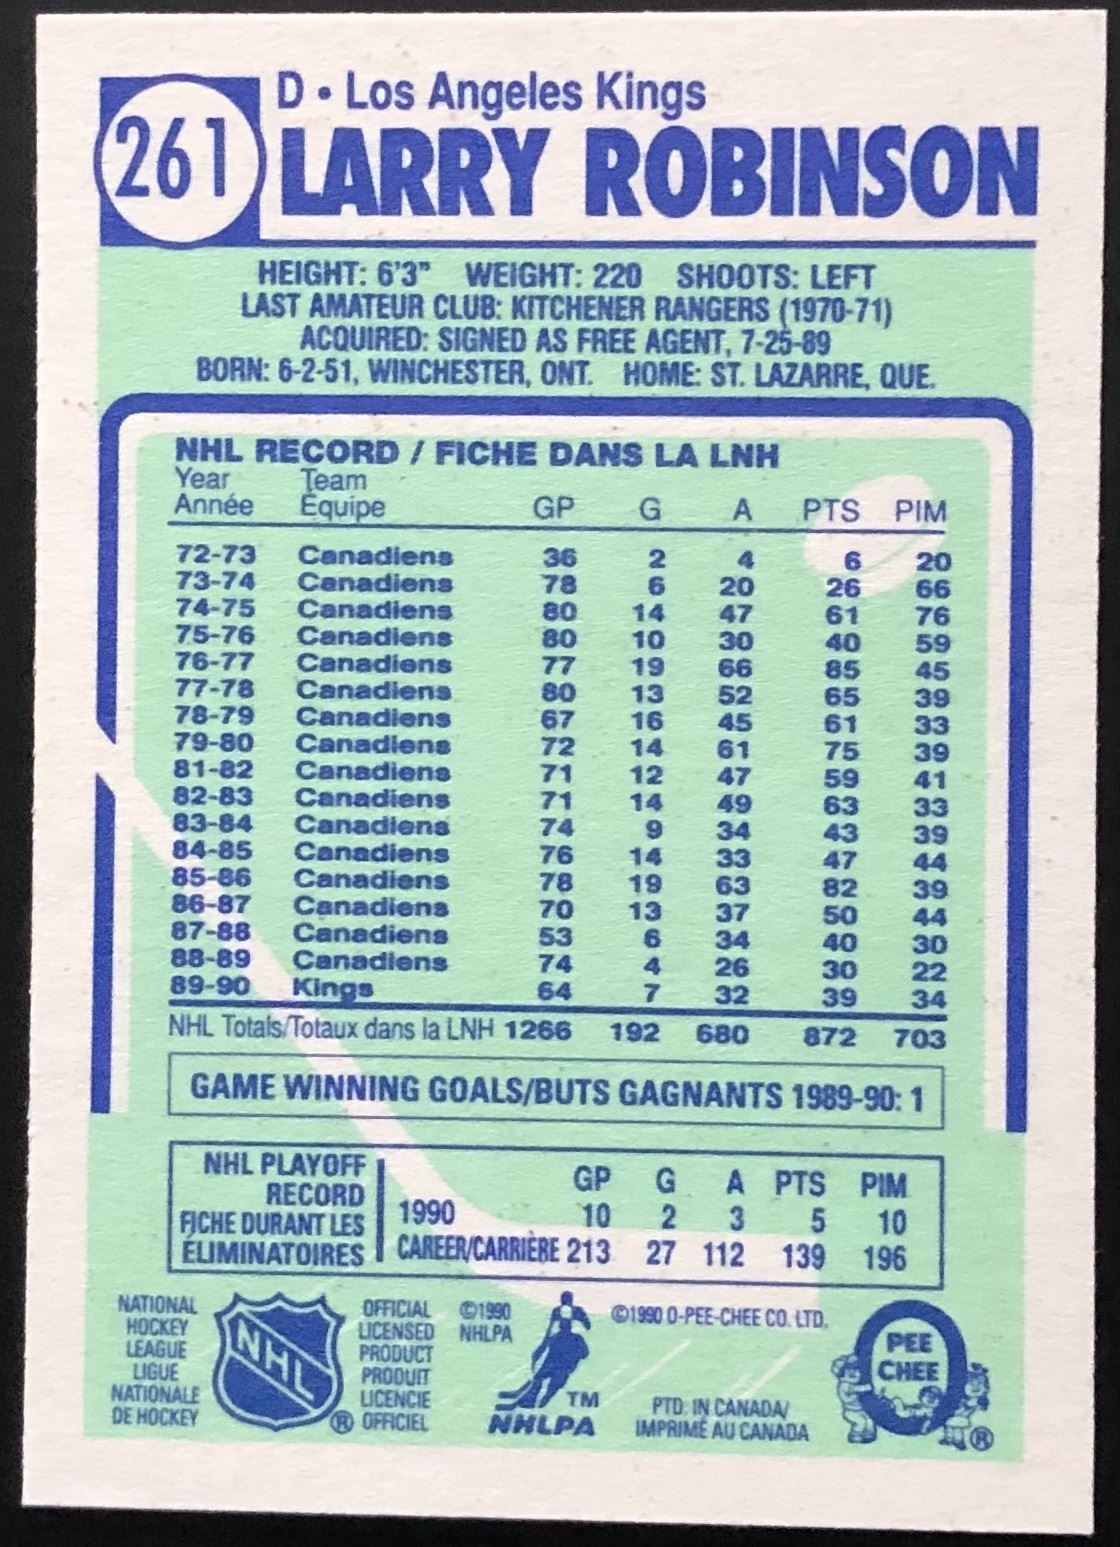 261
D • Los Angeles Kings
LARRY ROBINSON
HEIGHT: 6'3" WEIGHT: 220 SHOOTS: LEFT
LAST AMATEUR CLUB: KITCHENER RANGERS (1970-71)
ACQUIRED: SIGNED AS FREE AGENT, 7-25-89
BORN: 6-2-51, WINCHESTER, ONT. HOME: ST. LAZARRE, QUE.
NHL RECORD / FICHE DANS LA LNH
Year Team
Année Équipe GP G A PTS PIM
72-73 Canadiens 36 2 4 6 20
73-74 Canadiens 78 6 20 26 66
74-75 Canadiens 80 14 47 61 76
75-76 Canadiens 80 10 30 40 59
76-77 Canadiens 77 19 66 85 45
77-78 Canadiens 80 13 52 65 39
78-79 Canadiens 67 16 45 61 33
79-80 Canadiens 72 14 61 75 39
81-82 Canadiens 71 12 47 59 41
82-83 Canadiens 71 14 49 63 33
83-84 Canadiens 74 9 34 43 39
84-85 Canadiens 76 14 33 47 44
85-86 Canadiens 78 19 63 82 39
86-87 Canadiens 70 13 37 50 44
87-88 Canadiens 53 6 34 40 30
88-89 Canadiens 74 4 26 30 22
89-90 Kings 64 7 32 39 34
NHL Totals/Totaux dans la LNH 1266 192 680 872 703
GAME WINNING GOALS/BUTS GAGNANTS 1989-90: 1
NHL PLAYOFF
RECORD
FICHE DURANT LES
ÉLIMINATOIRES
GP G A PTS PIM
1990 10 2 3 5 10
CAREER/CARRIÈRE 213 27 112 139 196
NATIONAL
HOCKEY
LEAGUE
LIGUE
NATIONALE
DE HOCKEY
NHL
®
OFFICIAL
LICENSED
PRODUCT
PRODUIT
LICENCIE
OFFICIEL
©1990
NHLPA
TM
NHLPA
©1990 O-PEE-CHEE CO. LTD.
PTD. IN CANADA/
IMPRIMÉ AU CANADA
O
PEE
CHEE
®